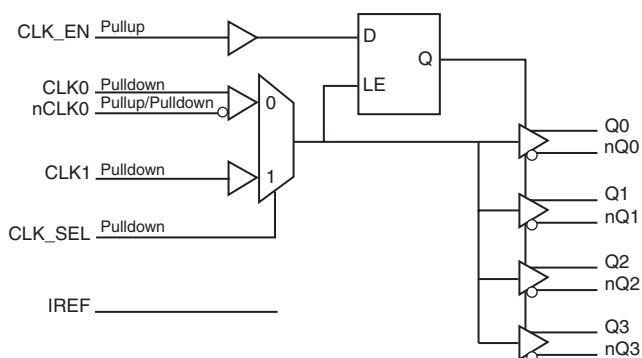 CLK_EN Pullup
D
Q
LE
CLK0 Pulldown
nCLK0 Pullup/Pulldown
0
CLK1 Pulldown
1
CLK_SEL Pulldown
IREF
Q0
nQ0
Q1
nQ1
Q2
nQ2
Q3
nQ3